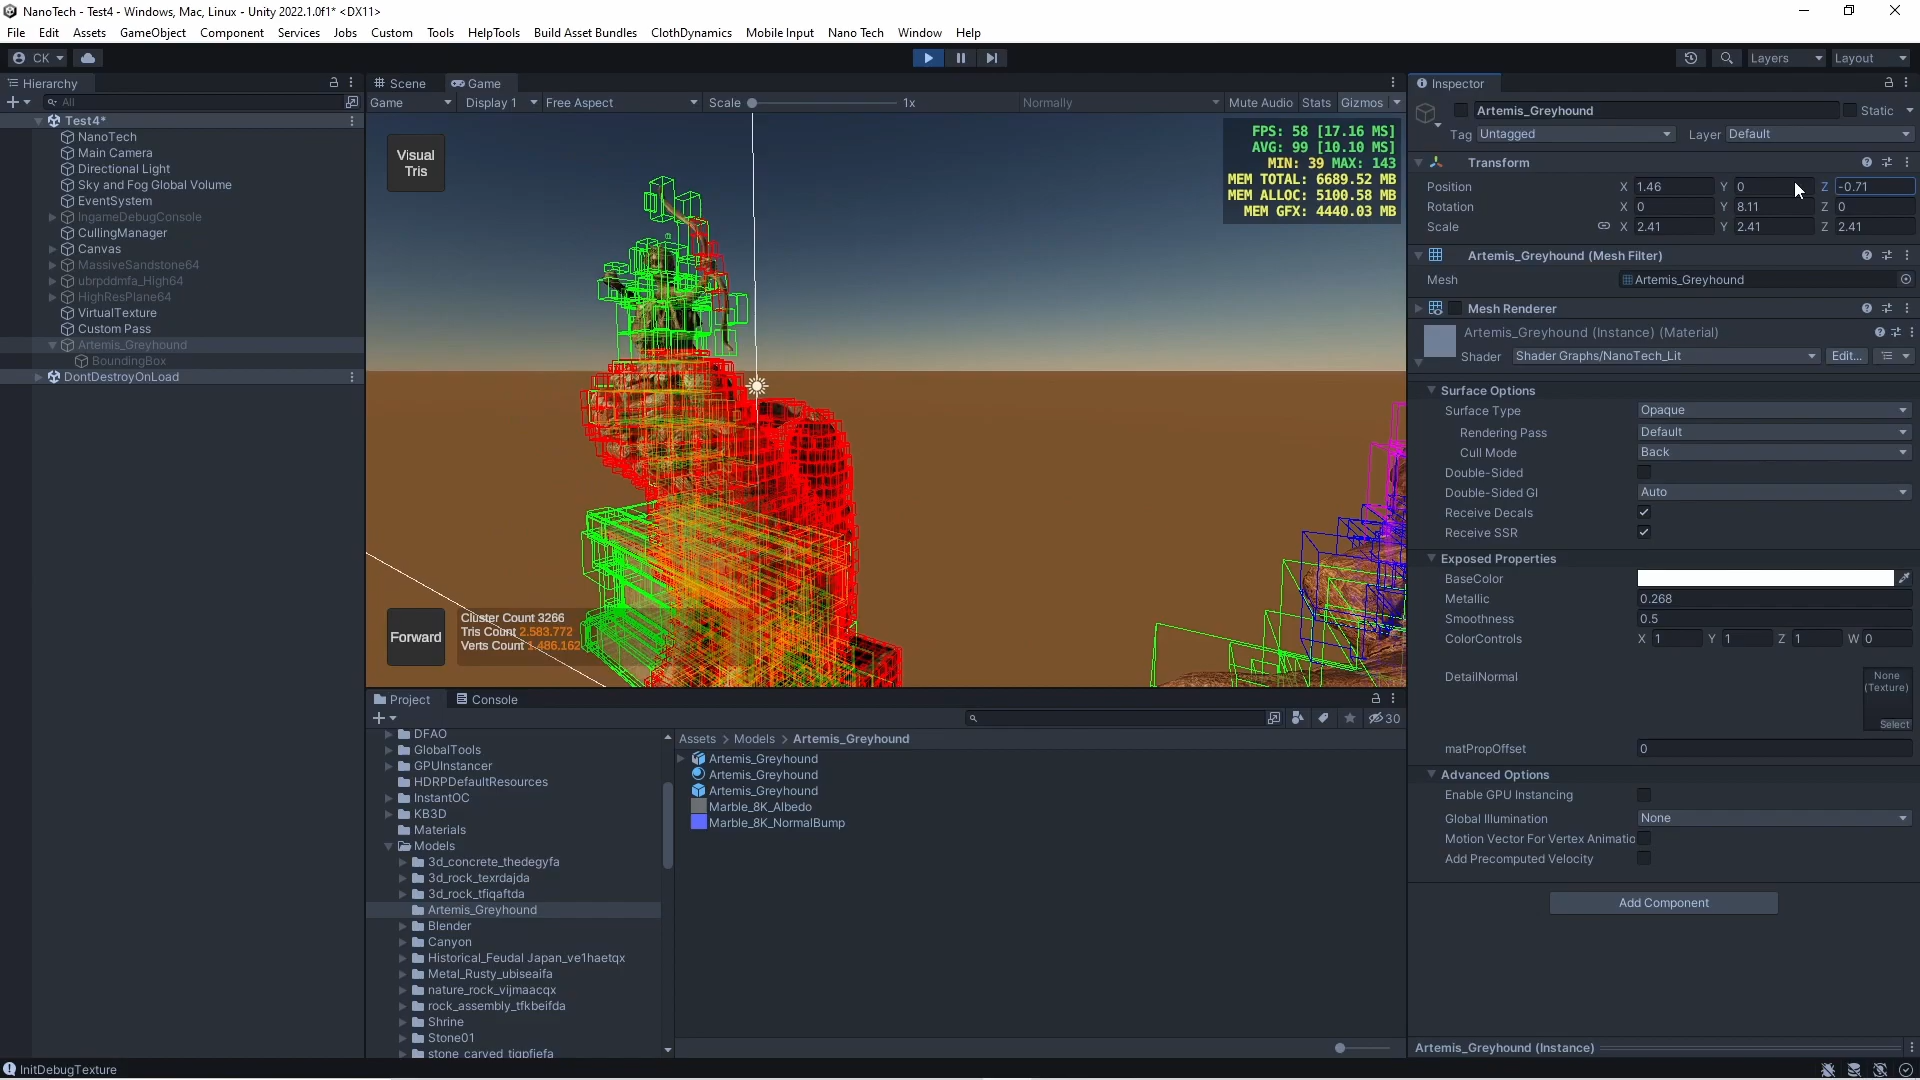 NanoTech - Test4 - Windows, Mac, Linux - Unity 2022.1.0f1* <DX11>
File Edit Assets GameObject Component Services Jobs Custom Tools HelpTools Build Asset Bundles ClothDynamics Mobile Input Nano Tech Window Help
CK
Layers Layout
Hierarchy
All
Test4*
NanoTech
Main Camera
Directional Light
Sky and Fog Global Volume
EventSystem
IngameDebugConsole
CullingManager
Canvas
MassiveSandstone64
ubrpddmfa_High64
HighResPlane64
VirtualTexture
Custom Pass
Artemis_Greyhound
BoundingBox
DontDestroyOnLoad
Scene Game
Game Display 1 Free Aspect Scale 1x Normally Mute Audio Stats Gizmos
Visual
Tris
FPS: 58 [17.16 MS]
AVG: 99 [10.10 MS]
MIN: 39 MAX: 143
MEM TOTAL: 6689.52 MB
MEM ALLOC: 5100.58 MB
MEM GFX: 4440.03 MB
Forward
Cluster Count 3266
Tris Count 2.583.772
Verts Count 1.486.162
Project Console
30
DFAO
GlobalTools
GPUInstancer
HDRPDefaultResources
InstantOC
KB3D
Materials
Models
3d_concrete_thedegyfa
3d_rock_texrdajda
3d_rock_tfiqaftda
Artemis_Greyhound
Blender
Canyon
Historical_Feudal Japan_ve1haetqx
Metal_Rusty_ubiseaifa
nature_rock_vijmaacqx
rock_assembly_tfkbeifda
Shrine
Stone01
stone_carved_tigpfiefa
Assets > Models > Artemis_Greyhound
Artemis_Greyhound
Artemis_Greyhound
Artemis_Greyhound
Marble_8K_Albedo
Marble_8K_NormalBump
Inspector
Artemis_Greyhound Static
Tag Untagged Layer Default
Transform
Position X 1.46 Y 0 Z -0.71
Rotation X 0 Y 8.11 Z 0
Scale X 2.41 Y 2.41 Z 2.41
Artemis_Greyhound (Mesh Filter)
Mesh Artemis_Greyhound
Mesh Renderer
Artemis_Greyhound (Instance) (Material)
Shader Shader Graphs/NanoTech_Lit Edit...
Surface Options
Surface Type Opaque
Rendering Pass Default
Cull Mode Back
Double-Sided
Double-Sided GI Auto
Receive Decals
Receive SSR
Exposed Properties
BaseColor
Metallic 0.268
Smoothness 0.5
ColorControls X 1 Y 1 Z 1 W 0
DetailNormal
None
(Texture)
Select
matPropOffset 0
Advanced Options
Enable GPU Instancing
Global Illumination None
Motion Vector For Vertex Animatio
Add Precomputed Velocity
Add Component
Artemis_Greyhound (Instance)
InitDebugTexture